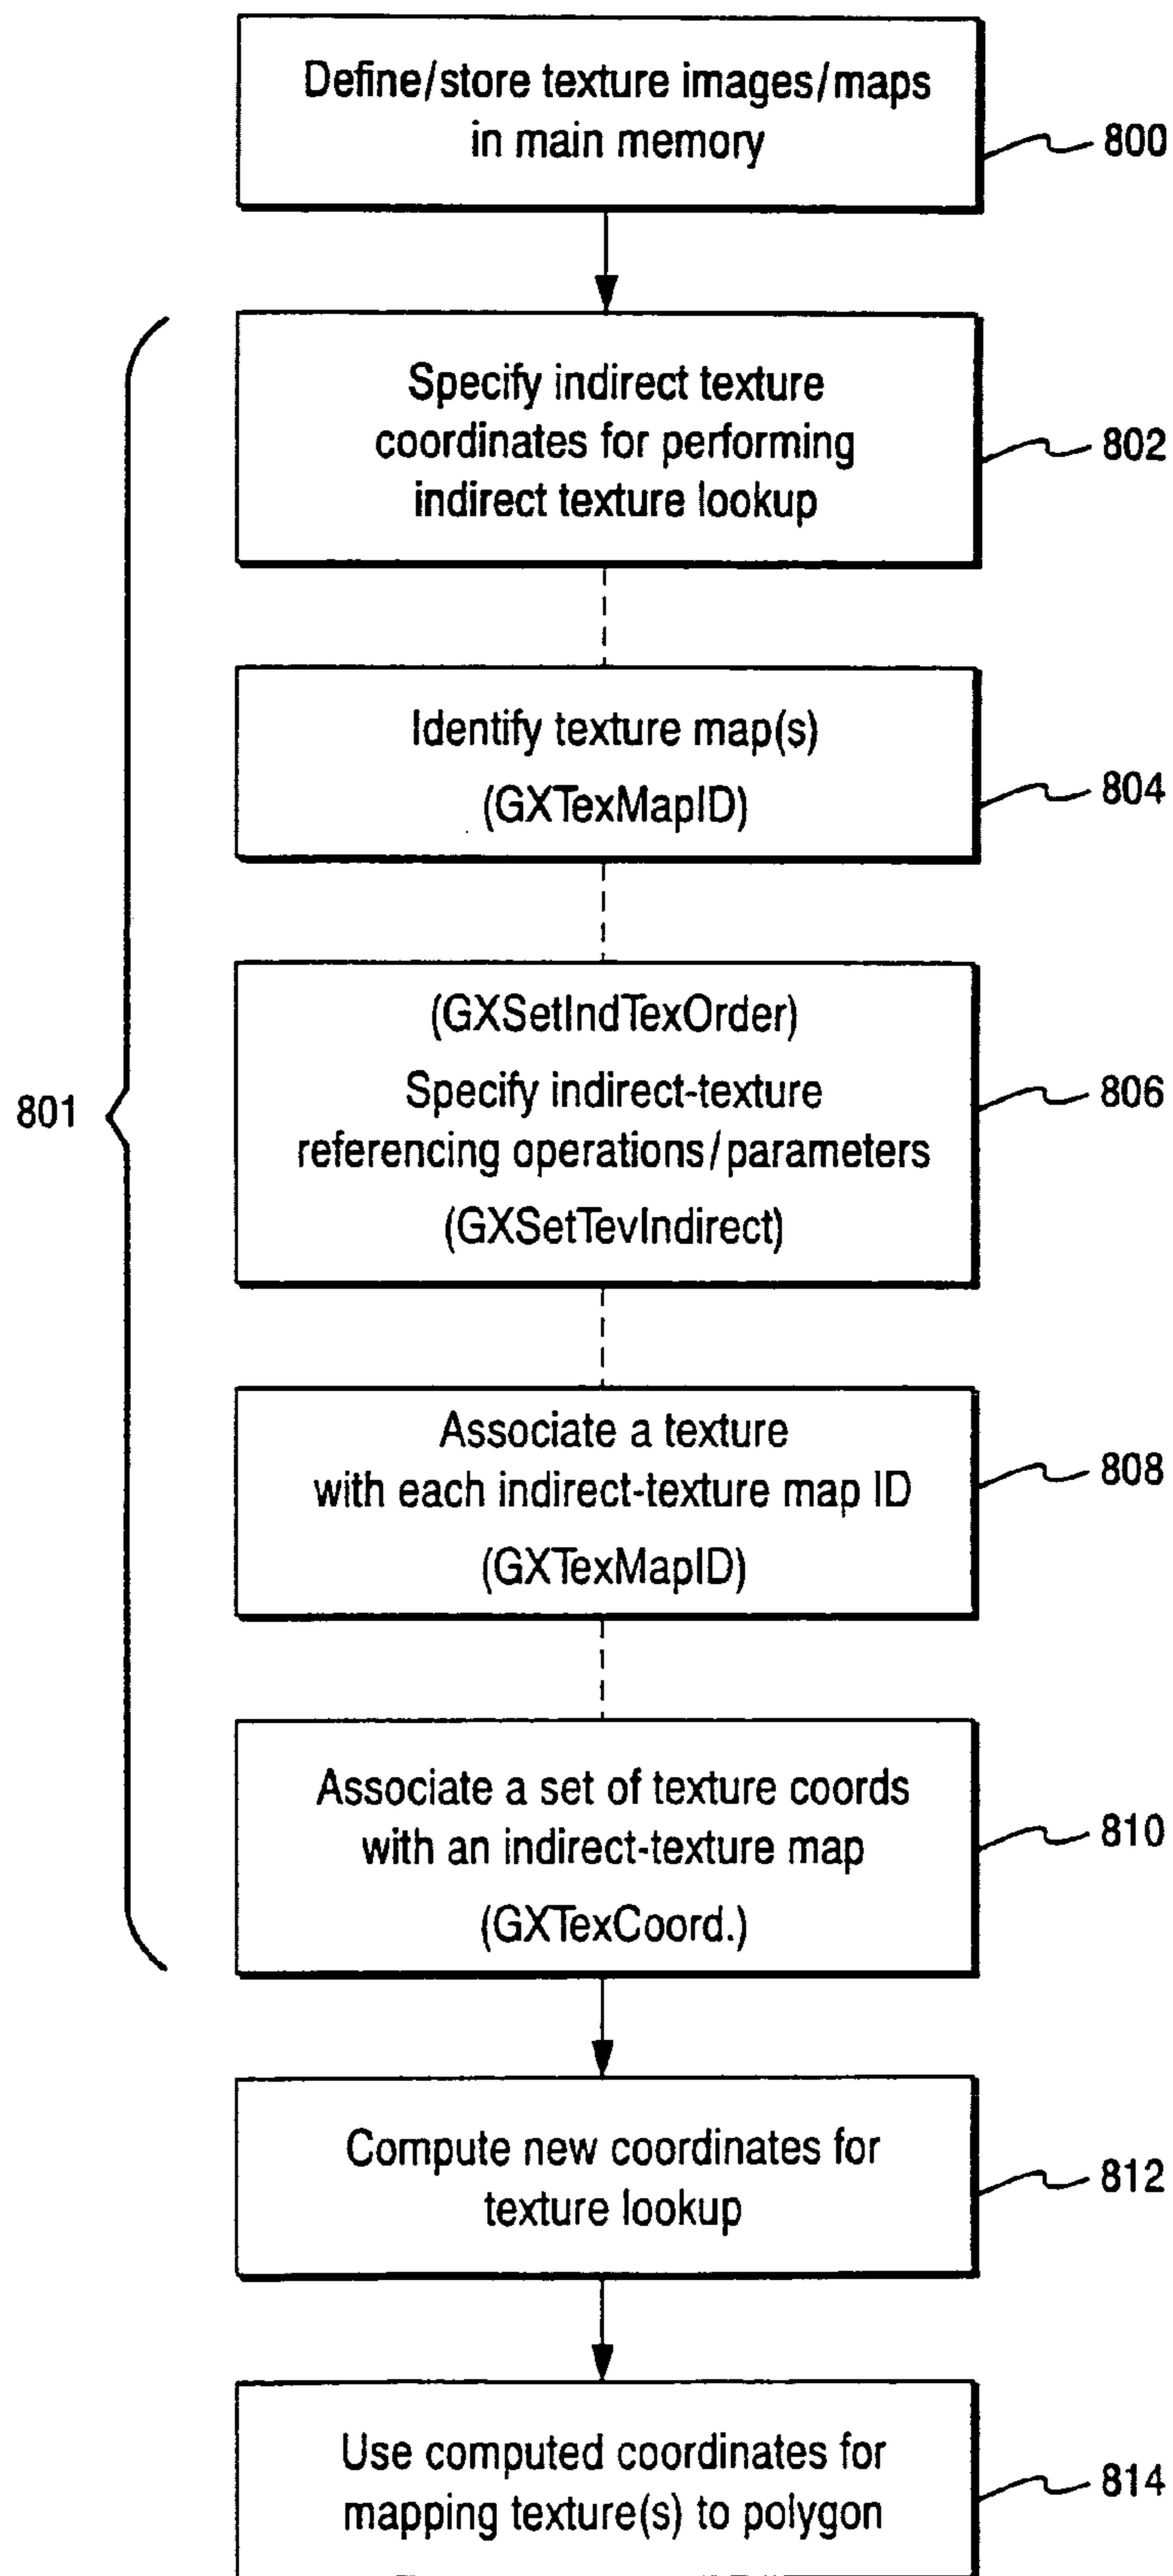 Define/store texture images/maps
in main memory
800
Specify indirect texture
coordinates for performing
indirect texture lookup
802
Identify texture map(s)
(GXTexMapID)
804
801
(GXSetIndTexOrder)
Specify indirect-texture
referencing operations/parameters
(GXSetTevIndirect)
806
Associate a texture
with each indirect-texture map ID
(GXTexMapID)
808
Associate a set of texture coords
with an indirect-texture map
(GXTexCoord.)
810
Compute new coordinates for
texture lookup
812
Use computed coordinates for
mapping texture(s) to polygon
814